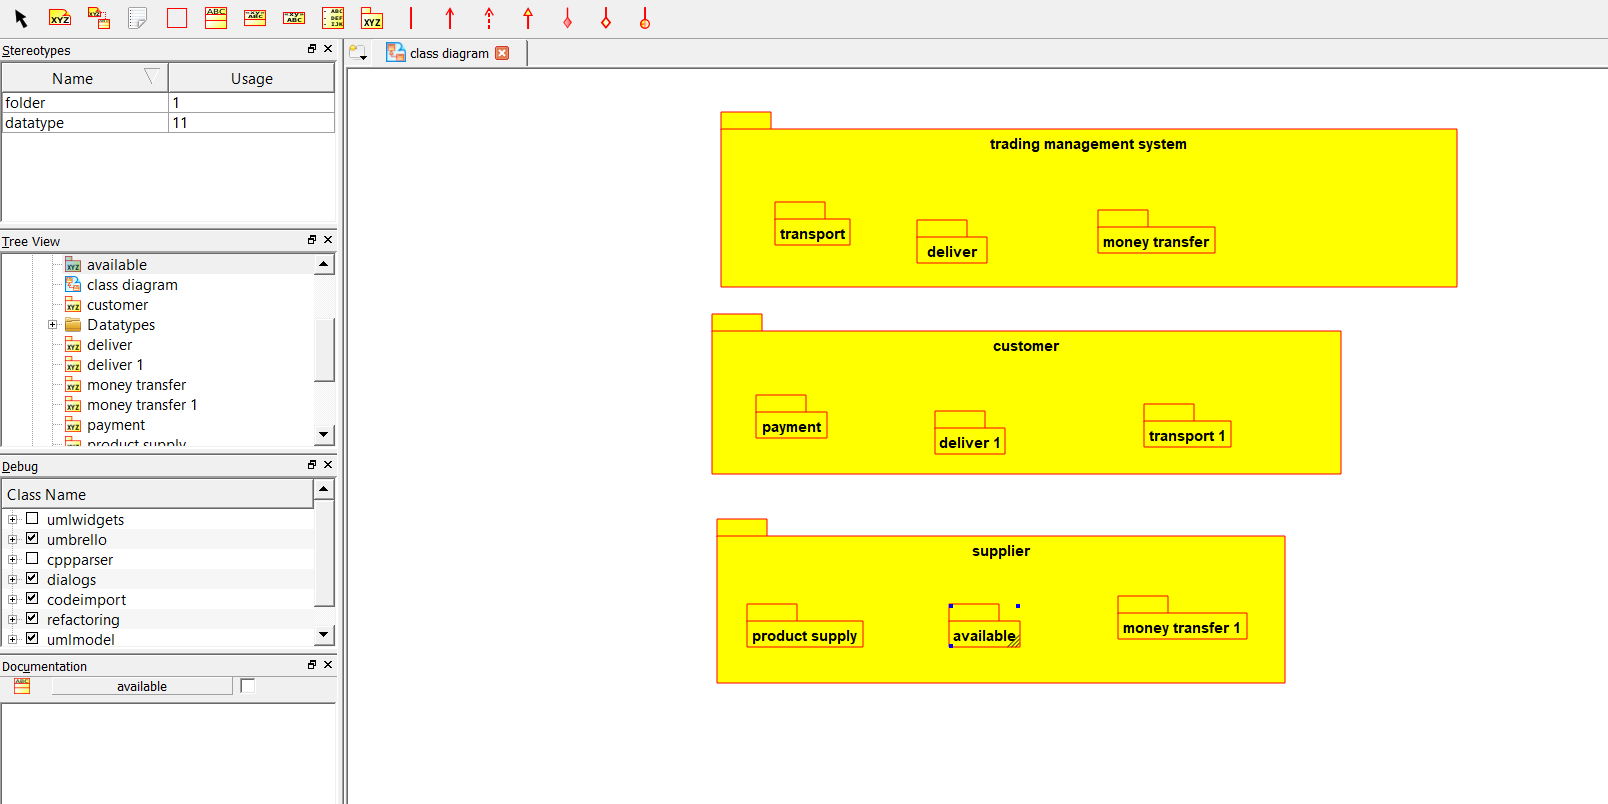 Stereotypes
Name Usage
folder 1
datatype 11
Tree View
available
class diagram
customer
Datatypes
deliver
deliver 1
money transfer
money transfer 1
payment
product supply
Debug
Class Name
umlwidgets
umbrello
cppparser
dialogs
codeimport
refactoring
umlmodel
Documentation
available
class diagram
trading management system
transport
deliver
money transfer
customer
payment
deliver 1
transport 1
supplier
product supply
available
money transfer 1